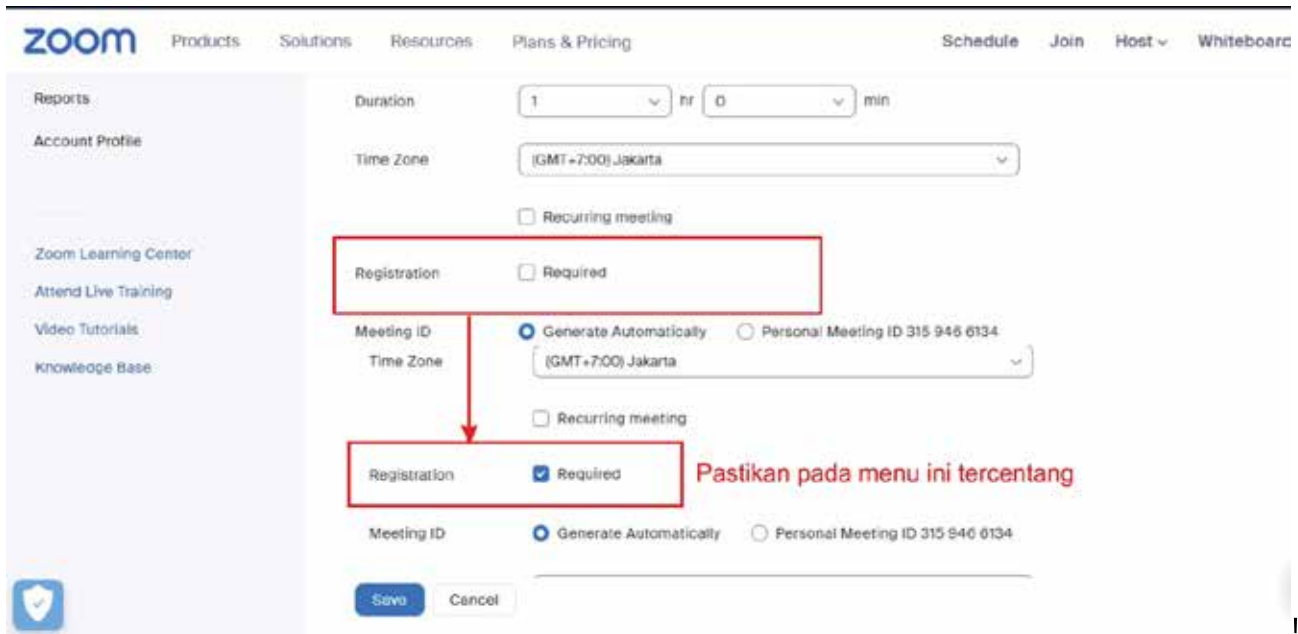 zoom Products Solutions Resources Plans & Pricing Schedule Join Host Whiteboard
Reports
Account Profile
Zoom Learning Center
Attend Live Training
Video Tutorials
Knowledge Base
Duration 1 hr 0 min
Time Zone (GMT+7:00) Jakarta
Recurring meeting
Registration Required
Meeting ID Generate Automatically Personal Meeting ID 315 946 6134
Time Zone (GMT+7:00) Jakarta
Recurring meeting
Registration Required Pastikan pada menu ini tercentang
Meeting ID Generate Automatically Personal Meeting ID 315 946 6134
Save Cancel